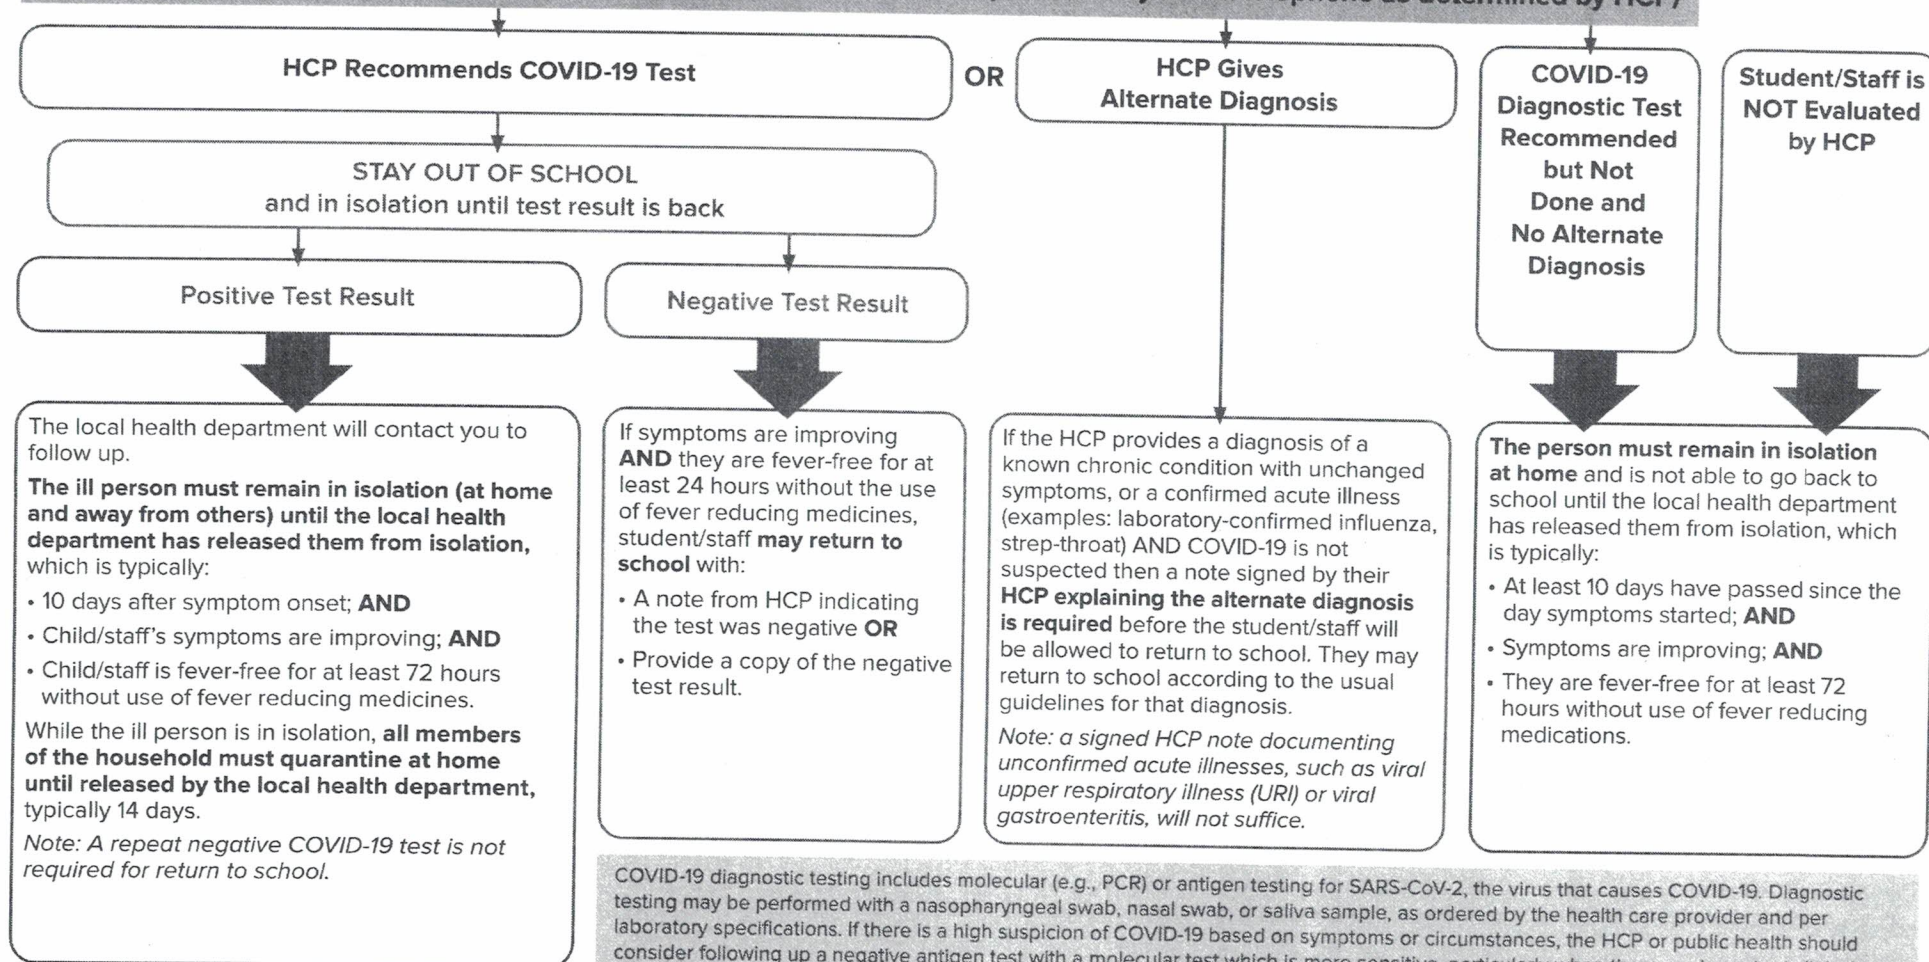 as determined by HCP)
HCP Recommends COVID-19 Test
OR
HCP Gives
Alternate Diagnosis
COVID-19
Diagnostic Test
Recommended
but Not
Done and
No Alternate
Diagnosis
Student/Staff is
NOT Evaluated
by HCP
STAY OUT OF SCHOOL
and in isolation until test result is back
Positive Test Result
Negative Test Result
The local health department will contact you to
follow up.
The ill person must remain in isolation (at home
and away from others) until the local health
department has released them from isolation,
which is typically:
• 10 days after symptom onset; AND
• Child/staff's symptoms are improving; AND
• Child/staff is fever-free for at least 72 hours
without use of fever reducing medicines.
While the ill person is in isolation, all members
of the household must quarantine at home
until released by the local health department,
typically 14 days.
Note: A repeat negative COVID-19 test is not
required for return to school.
If symptoms are improving
AND they are fever-free for at
least 24 hours without the use
of fever reducing medicines,
student/staff may return to
school with:
• A note from HCP indicating
the test was negative OR
• Provide a copy of the negative
test result.
If the HCP provides a diagnosis of a
known chronic condition with unchanged
symptoms, or a confirmed acute illness
(examples: laboratory-confirmed influenza,
strep-throat) AND COVID-19 is not
suspected then a note signed by their
HCP explaining the alternate diagnosis
is required before the student/staff will
be allowed to return to school. They may
return to school according to the usual
guidelines for that diagnosis.
Note: a signed HCP note documenting
unconfirmed acute illnesses, such as viral
upper respiratory illness (URI) or viral
gastroenteritis, will not suffice.
The person must remain in isolation
at home and is not able to go back to
school until the local health department
has released them from isolation, which
is typically:
• At least 10 days have passed since the
day symptoms started; AND
• Symptoms are improving; AND
• They are fever-free for at least 72
hours without use of fever reducing
medications.
COVID-19 diagnostic testing includes molecular (e.g., PCR) or antigen testing for SARS-CoV-2, the virus that causes COVID-19. Diagnostic
testing may be performed with a nasopharyngeal swab, nasal swab, or saliva sample, as ordered by the health care provider and per
laboratory specifications. If there is a high suspicion of COVID-19 based on symptoms or circumstances, the HCP or public health should
consider following up a negative antigen test with a molecular test which is more sensitive,